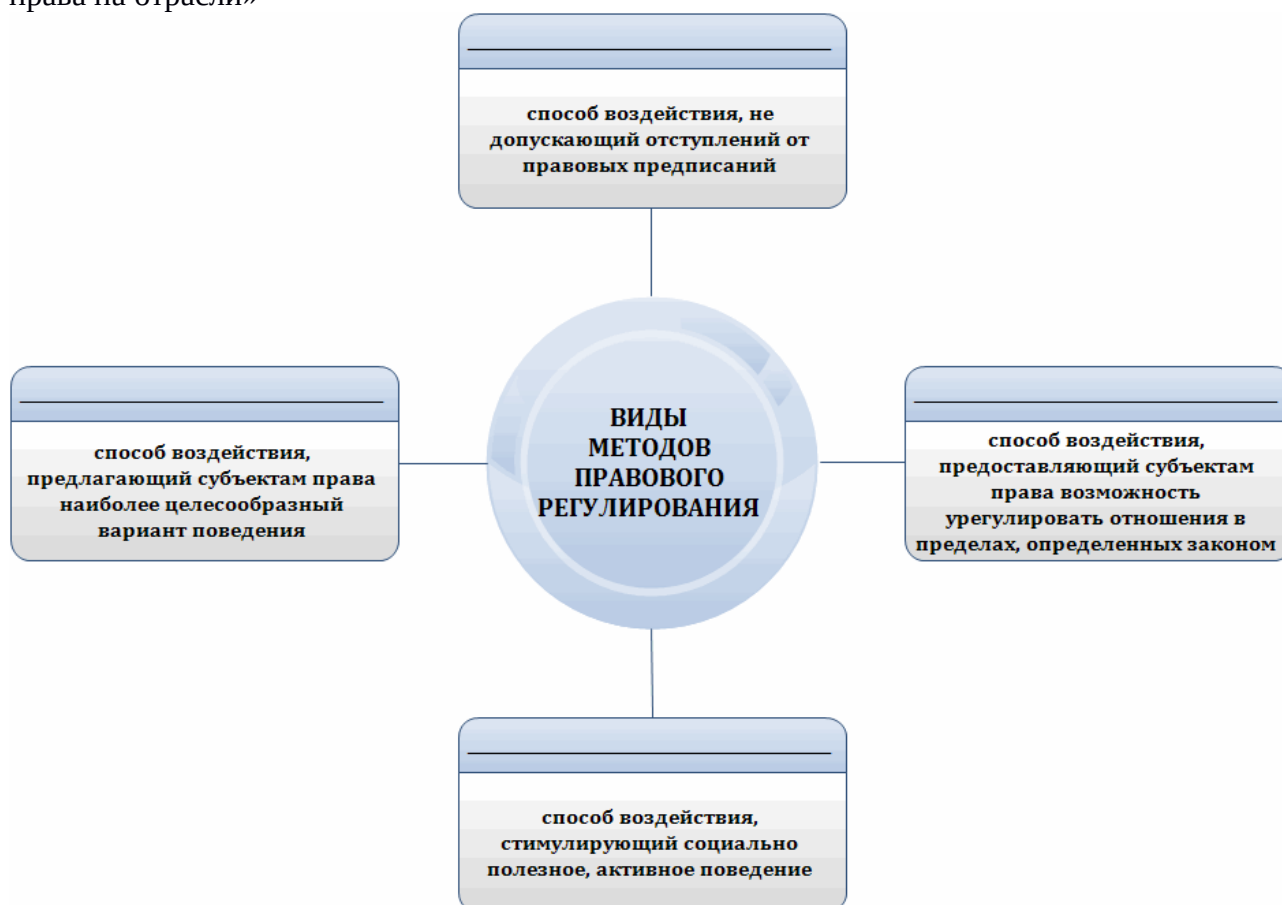 права на отрасли»
способ воздействия, не
допускающий отступлений от
правовых предписаний
способ воздействия,
предлагающий субъектам права
наиболее целесообразный
вариант поведения
ВИДЫ
МЕТОДОВ
ПРАВОВОГО
РЕГУЛИРОВАНИЯ
способ воздействия,
предоставляющий субъектам
права возможность
урегулировать отношения в
пределах, определенных законом
способ воздействия,
стимулирующий социально
полезное, активное поведение